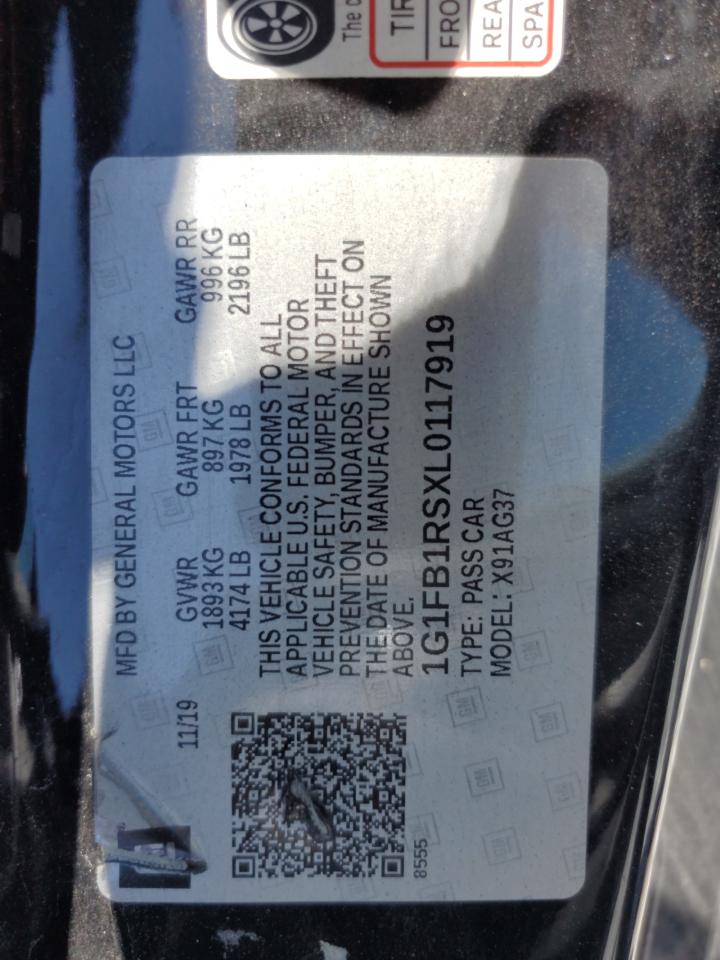 The
TIR
FRO
REA
SPA
MFD BY GENERAL MOTORS LLC
11/19
GVWR GAWR FRT GAWR RR
1893 KG 897 KG 996 KG
4174 LB 1978 LB 2196 LB
THIS VEHICLE CONFORMS TO ALL
APPLICABLE U.S. FEDERAL MOTOR
VEHICLE SAFETY, BUMPER, AND THEFT
PREVENTION STANDARDS IN EFFECT ON
THE DATE OF MANUFACTURE SHOWN
ABOVE.
1G1FB1RSXL0117919
TYPE: PASS CAR
MODEL: X91AG37
8555